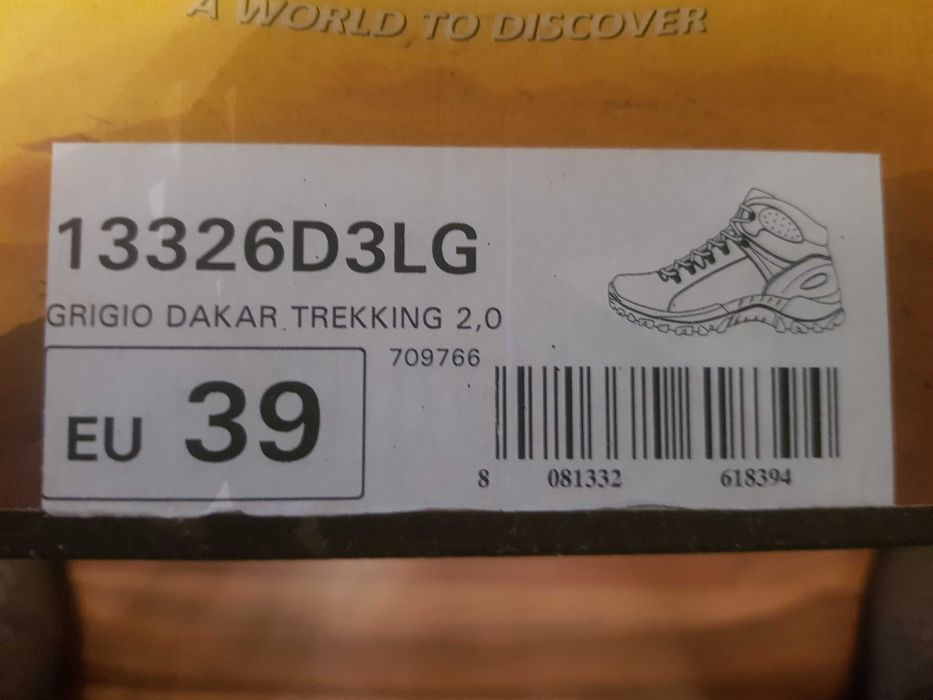 A WORLD TO DISCOVER
13326D3LG
GRIGIO DAKAR TREKKING 2,0
709766
EU 39
8 081332 618394